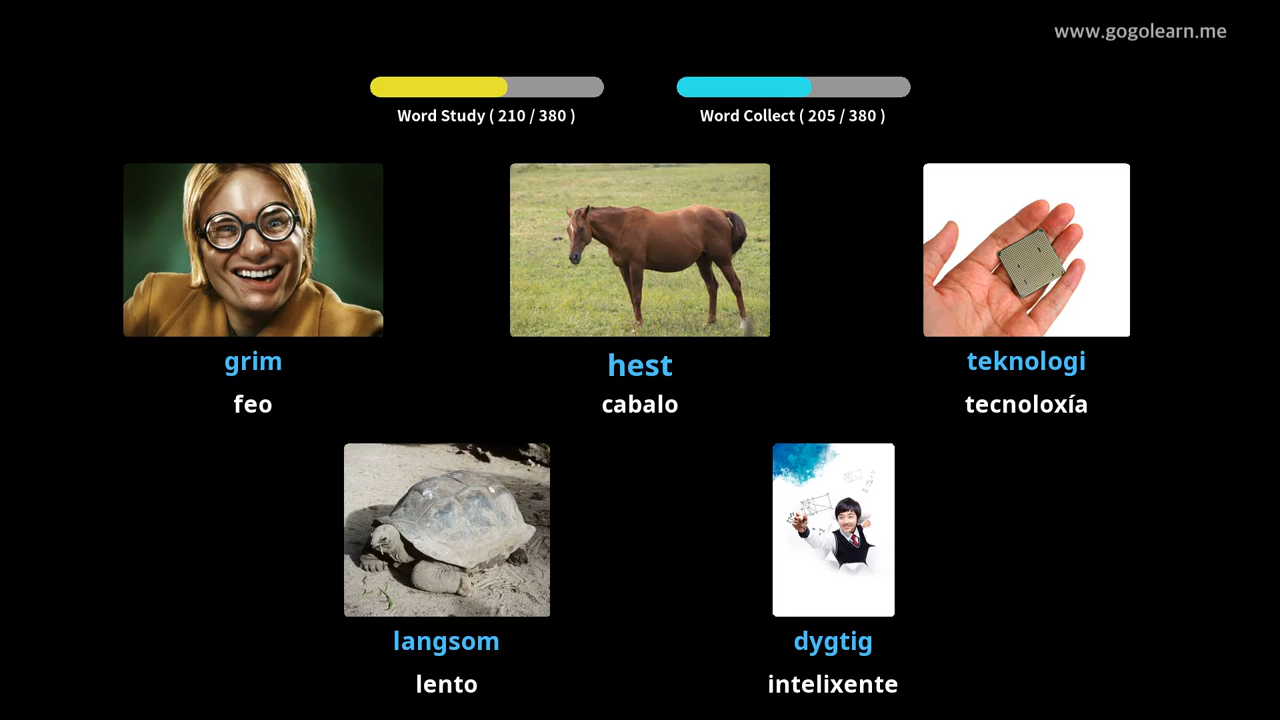 www.gogolearn.me
Word Study ( 210 / 380 )
Word Collect ( 205 / 380 )
grim
hest
teknologi
feo
cabalo
tecnoloxía
langsom
dygtig
lento
intelixente